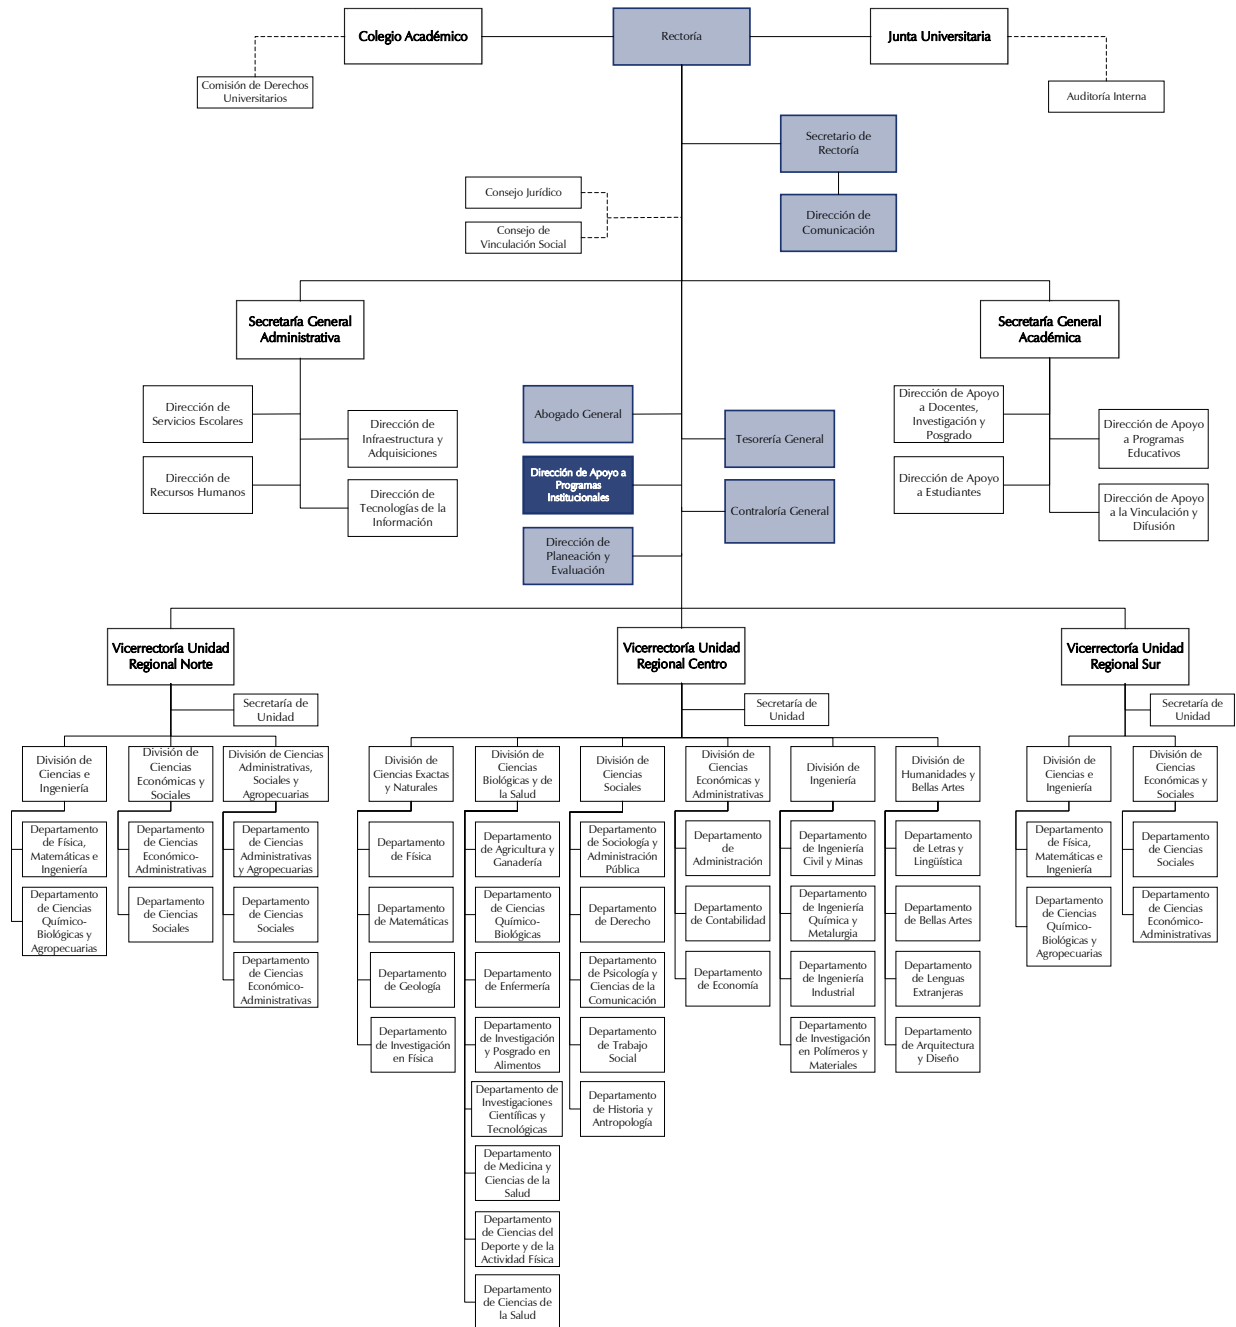 Colegio Académico
Rectoría
Junta Universitaria
Comisión de Derechos
Universitarios
Auditoría Interna
Secretario de
Rectoría
Consejo Jurídico
Consejo de
Vinculación Social
Dirección de
Comunicación
Secretaría General
Administrativa
Secretaría General
Académica
Dirección de
Servicios Escolares
Dirección de
Infraestructura y
Adquisiciones
Dirección de
Recursos Humanos
Dirección de
Tecnologías de la
Información
Abogado General
Tesorería General
Dirección de Apoyo a
Programas
Institucionales
Contraloría General
Dirección de
Planeación y
Evaluación
Dirección de Apoyo
a Docentes,
Investigación y
Posgrado
Dirección de Apoyo
a Programas
Educativos
Dirección de Apoyo
a Estudiantes
Dirección de Apoyo
a la Vinculación y
Difusión
Vicerrectoría Unidad
Regional Norte
Vicerrectoría Unidad
Regional Centro
Vicerrectoría Unidad
Regional Sur
Secretaría de
Unidad
Secretaría de
Unidad
Secretaría de
Unidad
División de
Ciencias e
Ingeniería
División de
Ciencias
Económicas y
Sociales
División de Ciencias
Administrativas,
Sociales y
Agropecuarias
División de
Ciencias Exactas
y Naturales
División de
Ciencias
Biológicas y de
la Salud
División de
Ciencias
Sociales
División de
Ciencias
Económicas y
Administrativas
División de
Ingeniería
División de
Humanidades y
Bellas Artes
División de
Ciencias e
Ingeniería
División de
Ciencias
Económicas y
Sociales
Departamento
de Física,
Matemáticas e
Ingeniería
Departamento
de Ciencias
Económico-
Administrativas
Departamento
de Ciencias
Administrativas
y Agropecuarias
Departamento
de Física
Departamento
de Agricultura y
Ganadería
Departamento
de Sociología y
Administración
Pública
Departamento
de
Administración
Departamento
de Ingeniería
Civil y Minas
Departamento
de Letras y
Lingüística
Departamento
de Física,
Matemáticas e
Ingeniería
Departamento
de Ciencias
Sociales
Departamento
de Ciencias
Químico-
Biológicas y
Agropecuarias
Departamento
de Ciencias
Sociales
Departamento
de Ciencias
Sociales
Departamento
de Matemáticas
Departamento
de Ciencias
Químico-
Biológicas
Departamento
de Derecho
Departamento
de Contabilidad
Departamento
de Ingeniería
Química y
Metalurgia
Departamento
de Bellas Artes
Departamento
de Ciencias
Químico-
Biológicas y
Agropecuarias
Departamento
de Ciencias
Económico-
Administrativas
Departamento
de Ciencias
Económico-
Administrativas
Departamento
de Geología
Departamento
de Enfermería
Departamento
de Psicología y
Ciencias de la
Comunicación
Departamento
de Economía
Departamento
de Ingeniería
Industrial
Departamento
de Lenguas
Extranjeras
Departamento
de Investigación
en Física
Departamento
de Investigación
y Posgrado en
Alimentos
Departamento
de Trabajo
Social
Departamento
de Investigación
en Polímeros y
Materiales
Departamento
de Arquitectura
y Diseño
Departamento de
Investigaciones
Científicas y
Tecnológicas
Departamento
de Historia y
Antropología
Departamento
de Medicina y
Ciencias de la
Salud
Departamento
de Ciencias del
Deporte y de la
Actividad Física
Departamento
de Ciencias de
la Salud